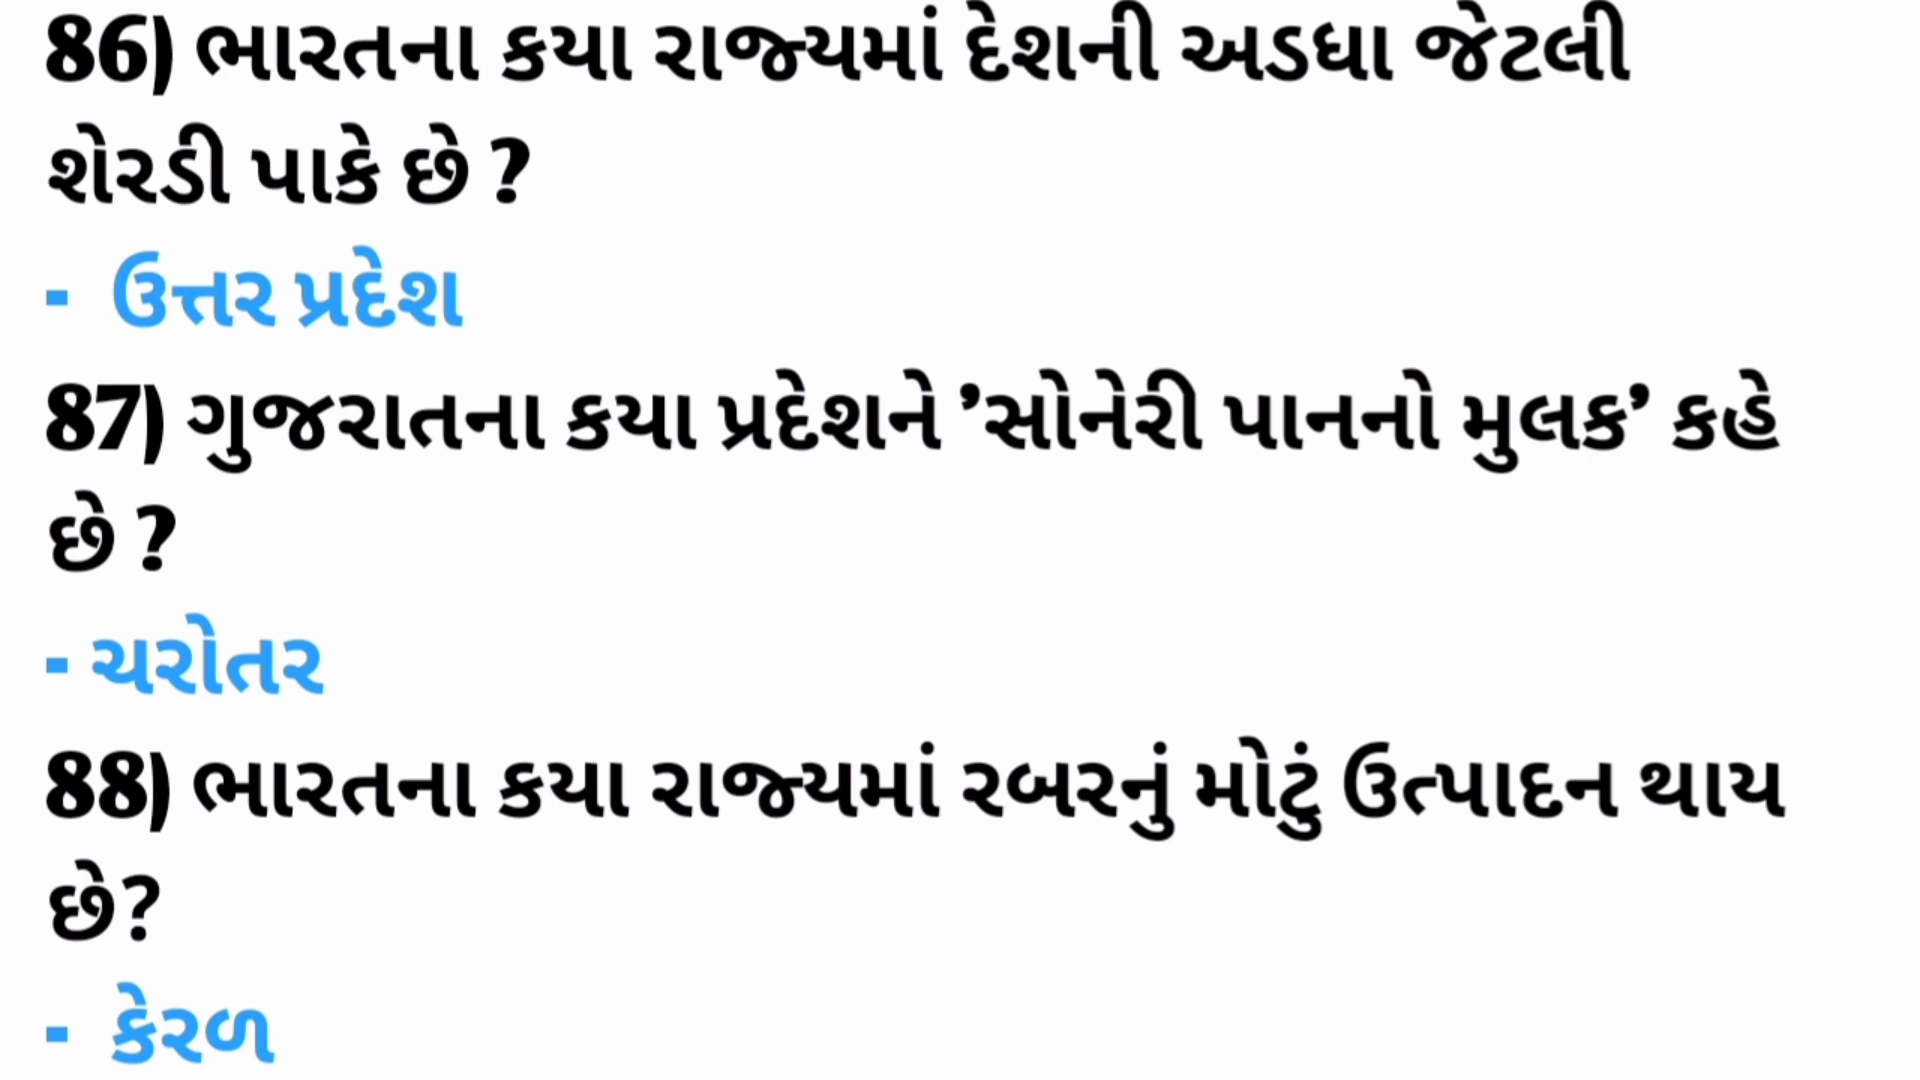 86) ભારતના કયા રાજ્યમાં દેશની અડધા જેટલી
શેરડી પાકે છે ?
- ઉત્તર પ્રદેશ
87) ગુજરાતના કયા પ્રદેશને ’સોનેરી પાનનો મુલક’ કહે
છે ?
- ચરોતર
88) ભારતના કયા રાજ્યમાં રબરનું મોટું ઉત્પાદન થાય
છે?
- કેરળ